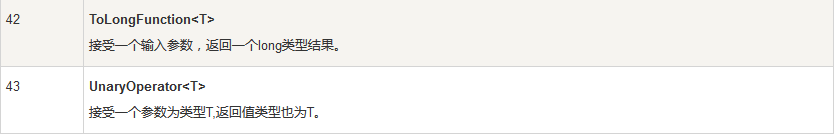 42 ToLongFunction<T>
接受一个输入参数，返回一个long类型结果。
43 UnaryOperator<T>
接受一个参数为类型T,返回值类型也为T。